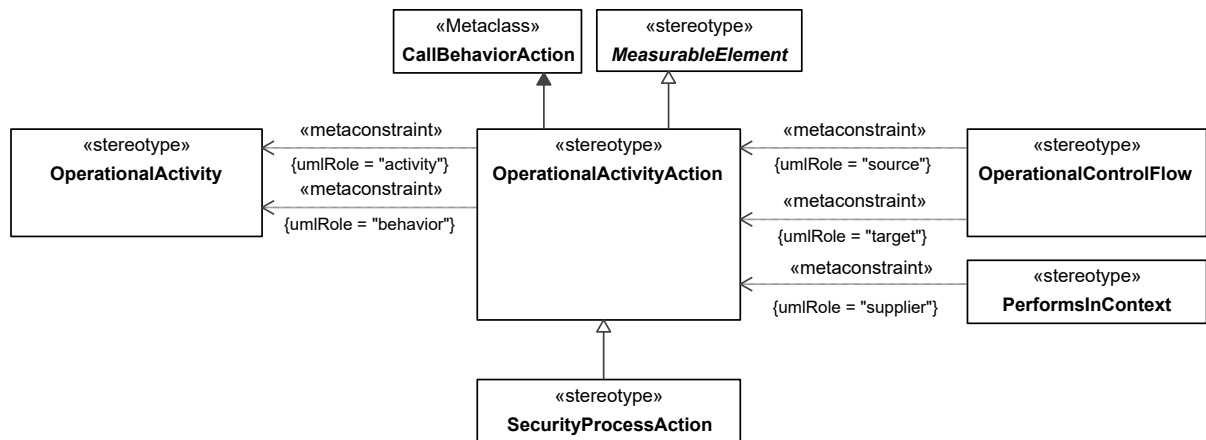 «Metaclass»
CallBehaviorAction
«stereotype»
MeasurableElement
«stereotype»
OperationalActivity
«metaconstraint»
{umlRole = "activity"}
«metaconstraint»
{umlRole = "behavior"}
«stereotype»
OperationalActivityAction
«metaconstraint»
{umlRole = "source"}
«metaconstraint»
{umlRole = "target"}
«metaconstraint»
{umlRole = "supplier"}
«stereotype»
OperationalControlFlow
«stereotype»
PerformsInContext
«stereotype»
SecurityProcessAction